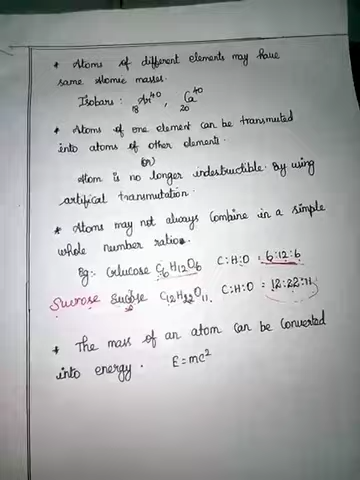 * Atoms of different elements may have
same atomic masses.
Isobars : ₁₈Ar⁴⁰ , ₂₀Ca⁴⁰
* Atoms of one element can be transmuted
into atoms of other elements.
(or)
Atom is no longer indestructible. By using
artifical transmutation.
* Atoms may not always combine in a simple
whole number ratio.
Eg:- Glucose C₆H₁₂O₆ C:H:O = 6:12:6
Sucrose Sucose C₁₂H₂₂O₁₁. C:H:O = 12:22:11
* The mass of an atom can be converted
into energy. E=mc²